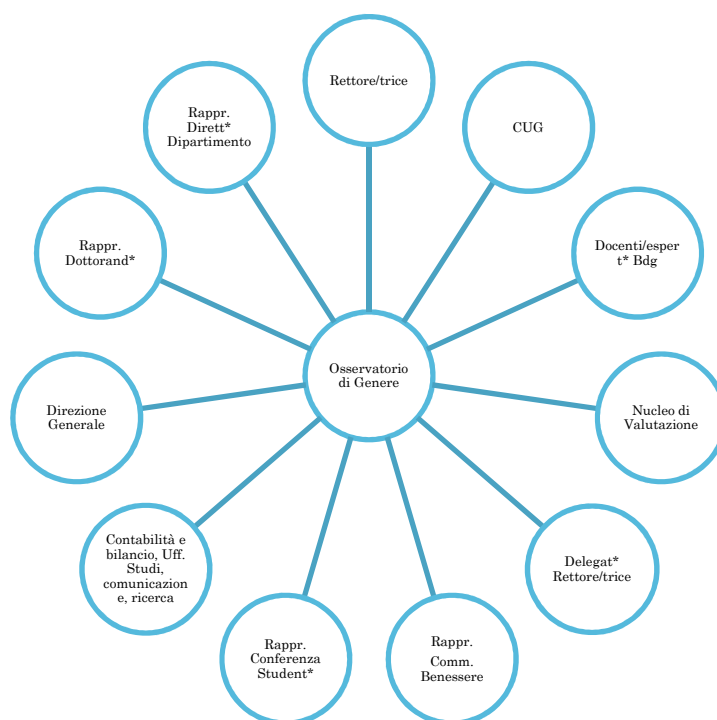 Rettore/trice
CUG
Docenti/esper
t* Bdg
Nucleo di
Valutazione
Delegat*
Rettore/trice
Rappr.
Comm.
Benessere
Rappr.
Conferenza
Student*
Contabilità e
bilancio, Uff.
Studi,
comunicazion
e, ricerca
Direzione
Generale
Rappr.
Dottorand*
Rappr.
Dirett*
Dipartimento
Osservatorio
di Genere